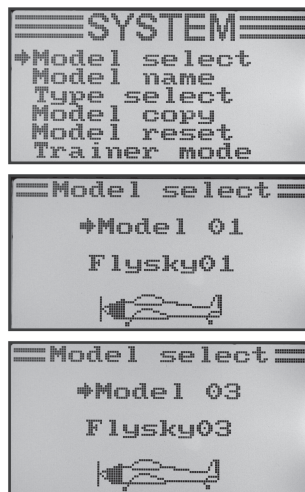 SYSTEM
Model select
Model name
Type select
Model copy
Model reset
Trainer mode
Model select
Model 01
Flysky01
Model select
Model 03
Flysky03